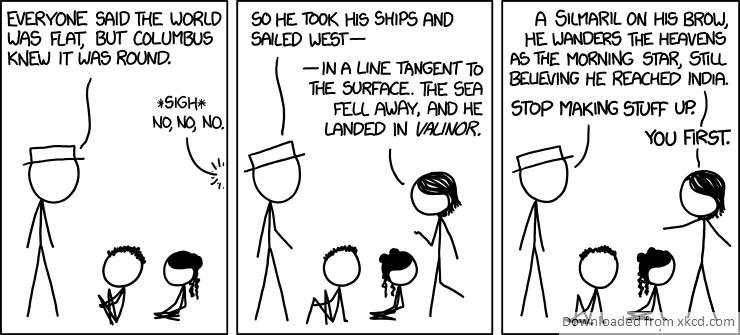 EVERYONE SAID THE WORLD
WAS FLAT, BUT COLUMBUS
KNEW IT WAS ROUND.
*SIGH*
NO, NO, NO.
SO HE TOOK HIS SHIPS AND
SAILED WEST—
—IN A LINE TANGENT TO
THE SURFACE. THE SEA
FELL AWAY, AND HE
LANDED IN VALINOR.
A SILMARIL ON HIS BROW,
HE WANDERS THE HEAVENS
AS THE MORNING STAR, STILL
BELIEVING HE REACHED INDIA.
STOP MAKING STUFF UP.
YOU FIRST.
Downloaded from xkcd.com